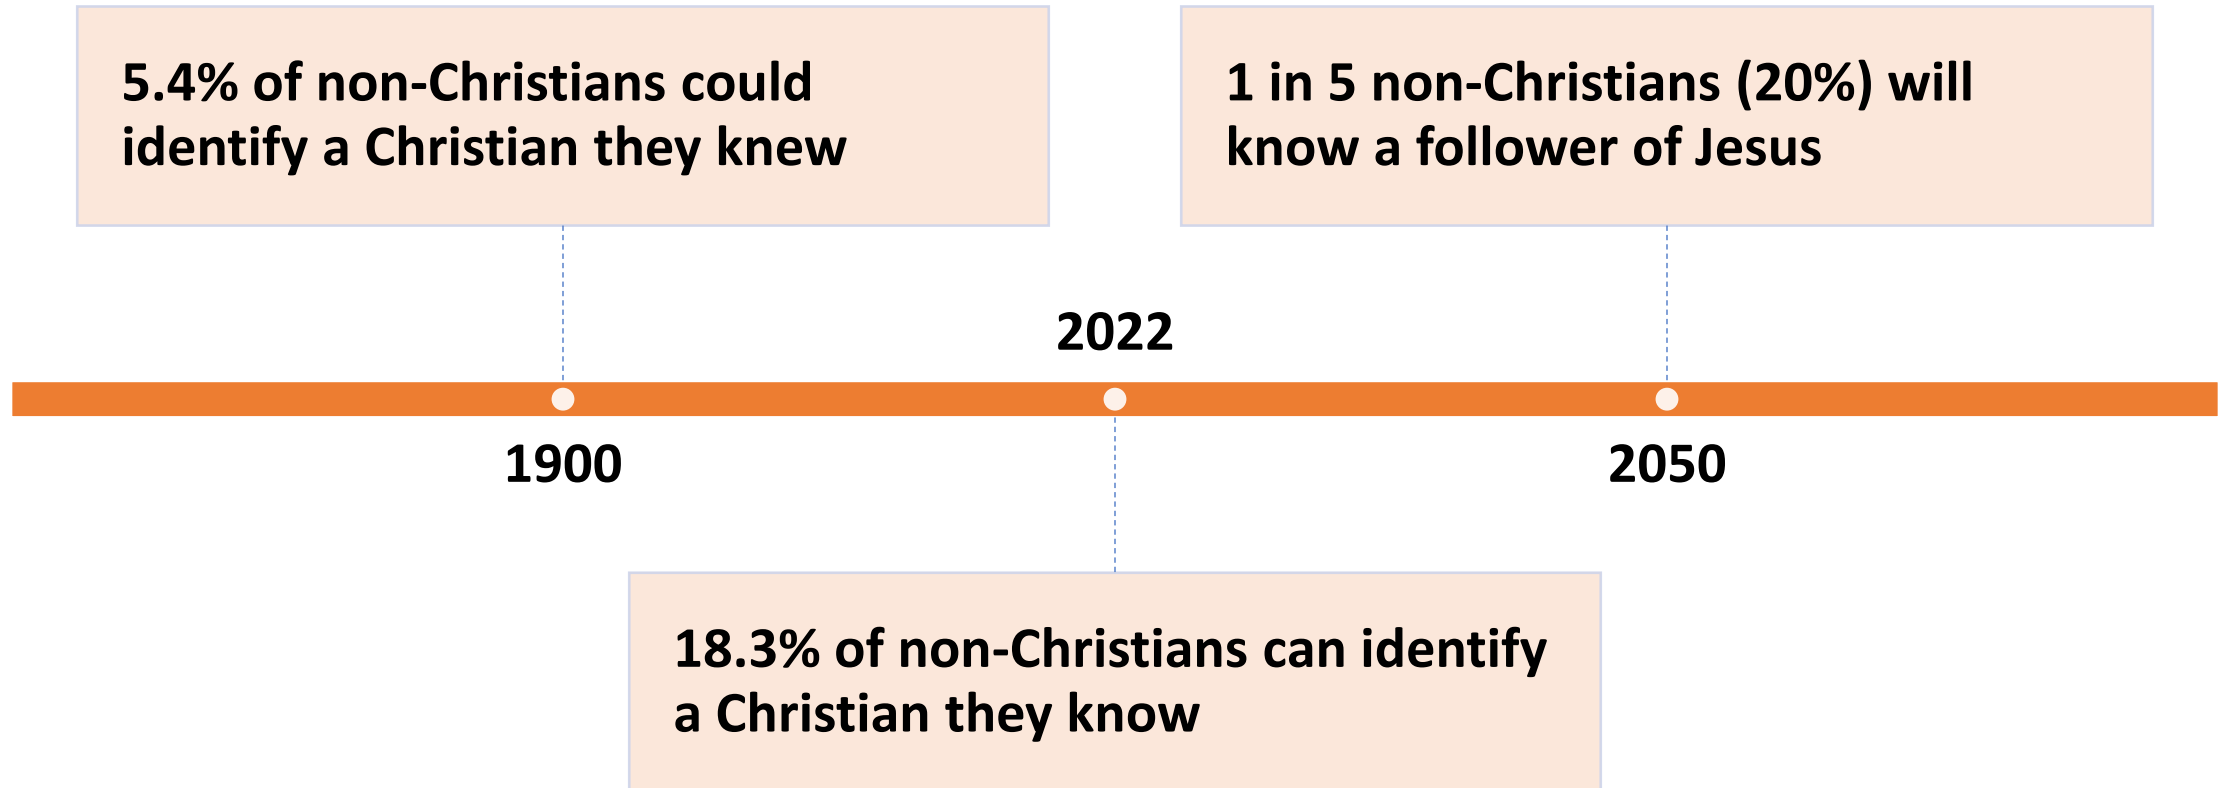 5.4% of non-Christians could
identify a Christian they knew
1 in 5 non-Christians (20%) will
know a follower of Jesus
2022
1900
2050
18.3% of non-Christians can identify
a Christian they know